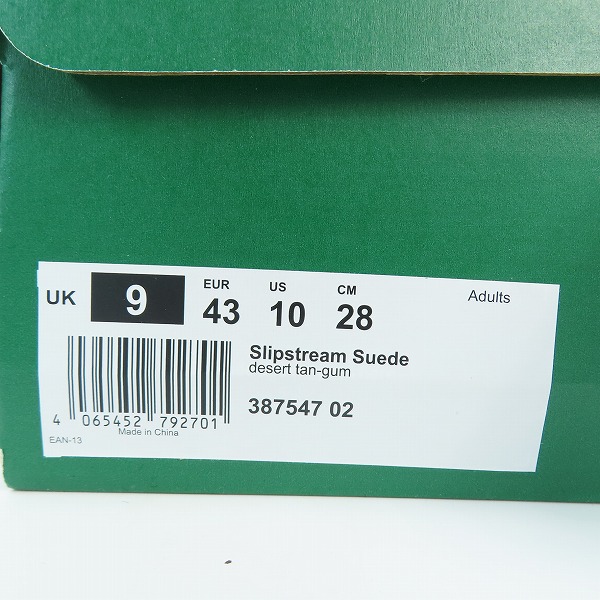 UK 9 EUR 43 US 10 CM 28 Adults
Slipstream Suede
desert tan-gum
387547 02
4 065452 792701
Made in China
EAN-13